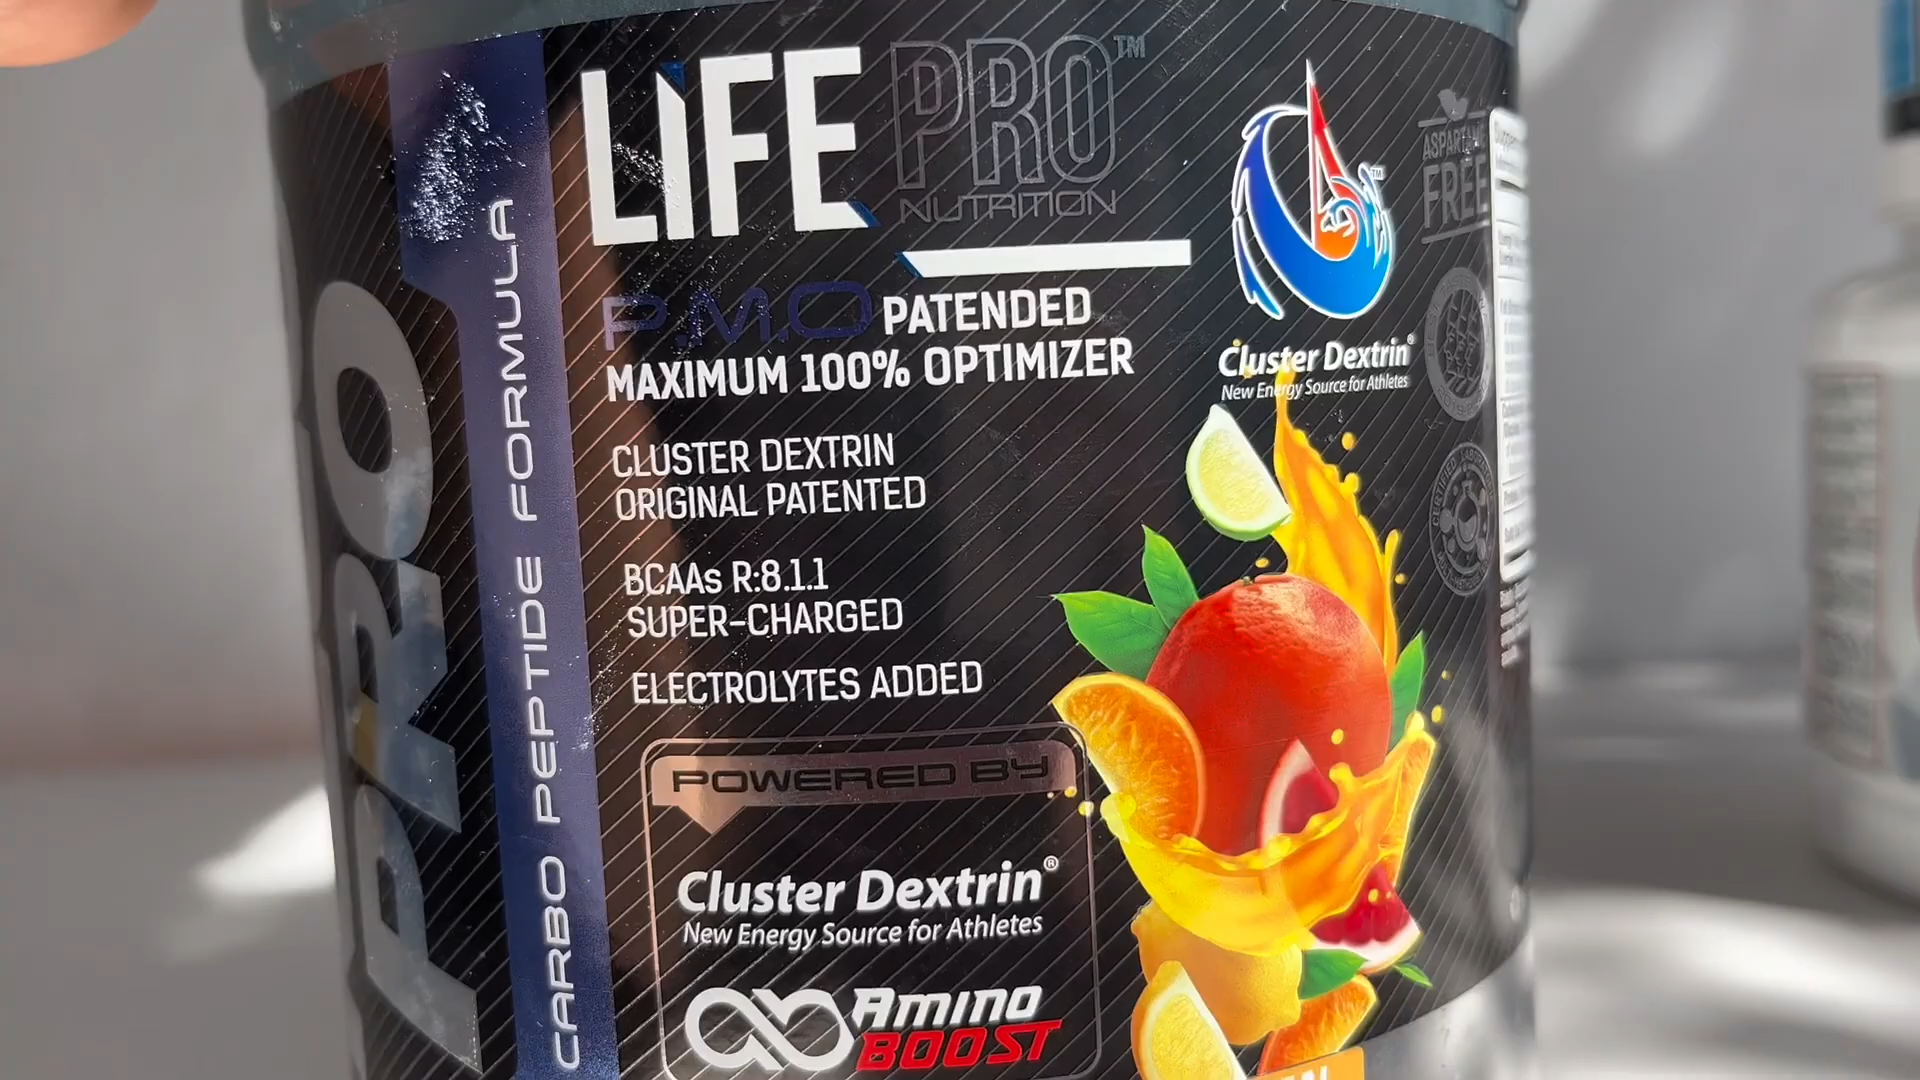 LiFE PRO™
NUTRITION
P.M.O PATENDED
MAXIMUM 100% OPTIMIZER
CLUSTER DEXTRIN
ORIGINAL PATENTED
BCAAs R:8.1.1
SUPER-CHARGED
ELECTROLYTES ADDED
POWERED BY
Cluster Dextrin®
New Energy Source for Athletes
Amino
BOOST
PRO
CARBO PEPTIDE FORMULA
TM
Cluster Dextrin®
New Energy Source for Athletes
ASPARTAME
FREE